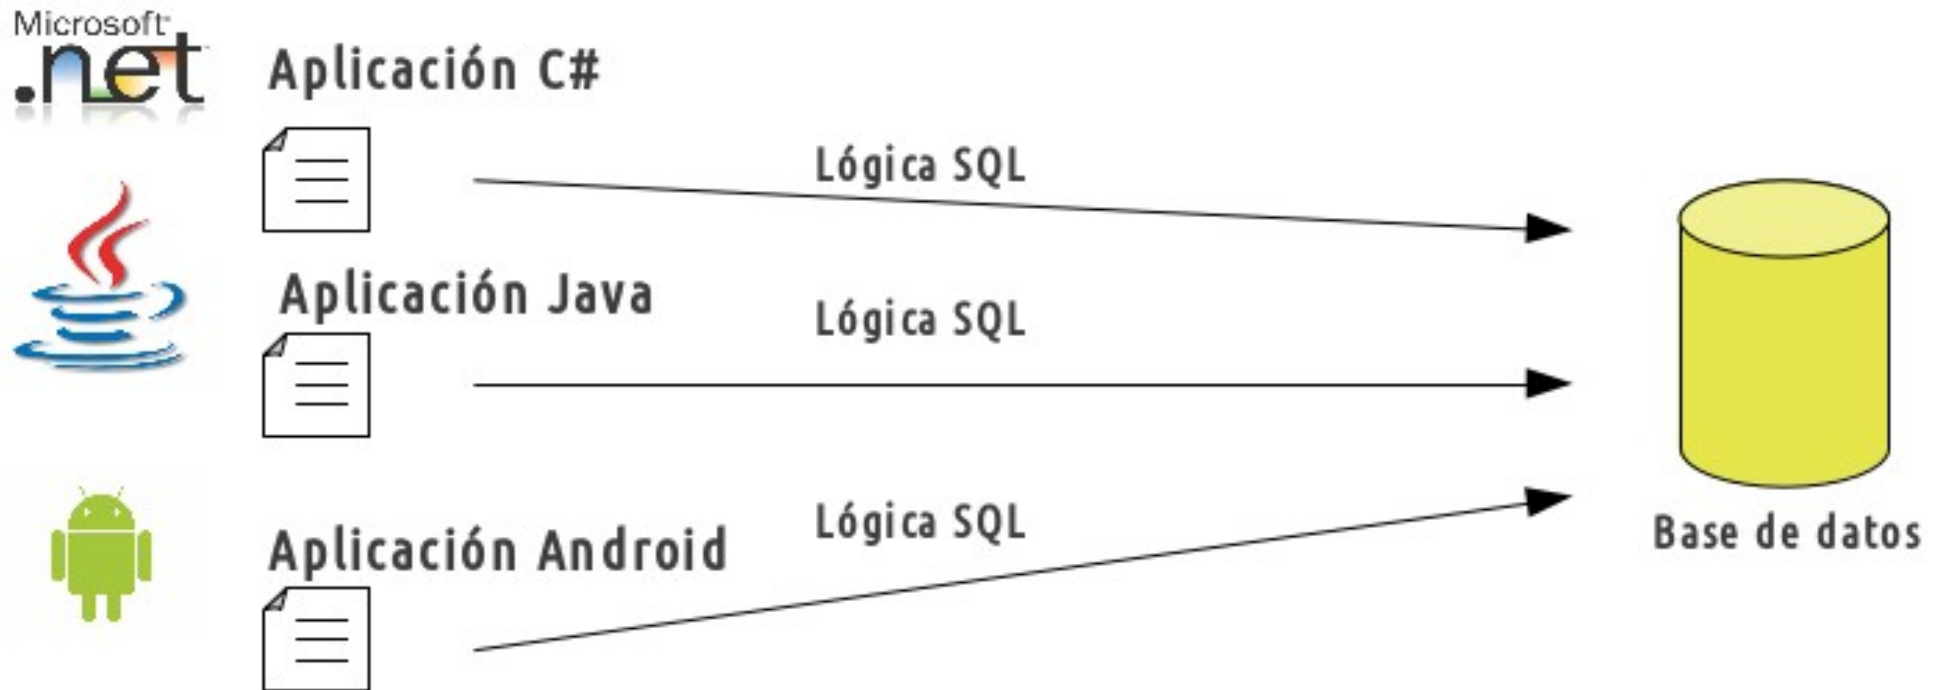 Microsoft
.net
Aplicación C#
Lógica SQL
Aplicación Java
Lógica SQL
Aplicación Android
Lógica SQL
Base de datos